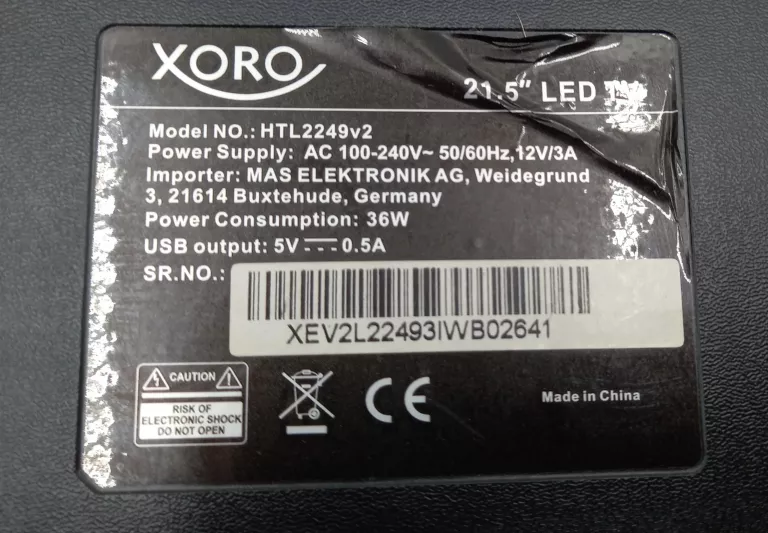 XORO
21.5" LED TV
Model NO.: HTL2249v2
Power Supply: AC 100-240V~ 50/60Hz,12V/3A
Importer: MAS ELEKTRONIK AG, Weidegrund
3, 21614 Buxtehude, Germany
Power Consumption: 36W
USB output: 5V ⎓ 0.5A
SR.NO.:
XEV2L22493IWB02641
CAUTION
RISK OF
ELECTRONIC SHOCK
DO NOT OPEN
CE
Made in China